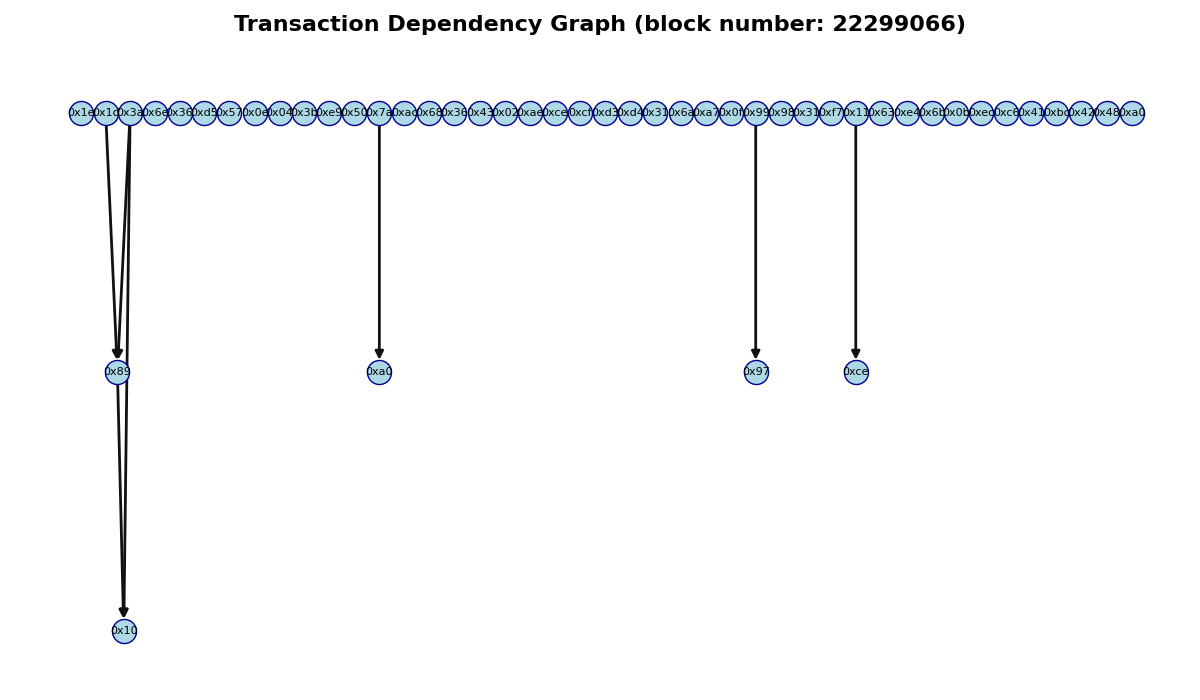 Transaction Dependency Graph (block number: 22299066)
0x1e 0x1c 0x3a 0x6e 0x36 0xd5 0x57 0x0e 0x04 0x3b 0xe9 0x50 0x7a 0xac 0x68 0x36 0x43 0x02 0xae 0xce 0xcf 0xd3 0xd4 0x31 0x6a 0xa7 0x0f 0x99 0x98 0x31 0xf7 0x11 0x63 0xe4 0x6b 0x0b 0xec 0xc6 0x41 0xbc 0x42 0x48 0xa0
0x89 0xa0 0x97 0xce
0x10